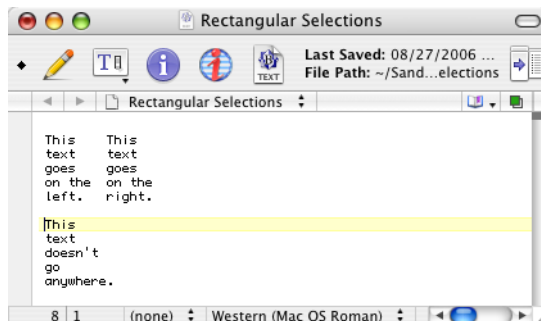 Rectangular Selections
Last Saved: 08/27/2006 ...
File Path: ~/Sand...elections
TEXT
Rectangular Selections
This This
text text
goes goes
on the on the
left. right.
This
text
doesn't
go
anywhere.
8 1 (none) Western (Mac OS Roman)